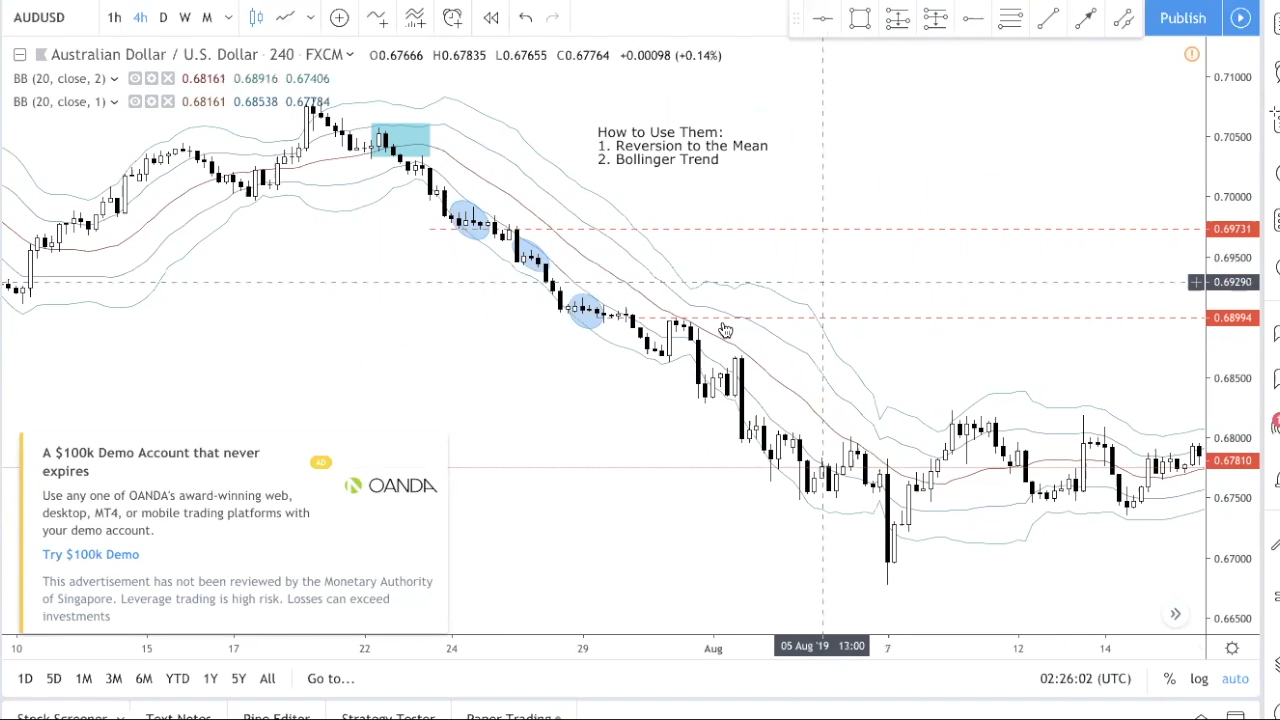 AUDUSD 1h 4h D W M Publish
Australian Dollar / U.S. Dollar · 240 · FXCM O0.67666 H0.67835 L0.67655 C0.67764 +0.00098 (+0.14%)
BB (20, close, 2) 0.68161 0.68916 0.67406
BB (20, close, 1) 0.68161 0.68538 0.67784
How to Use Them:
1. Reversion to the Mean
2. Bollinger Trend
0.71000
0.70500
0.70000
0.69731
0.69500
0.69290
0.68994
0.68500
0.68000
0.67810
0.67500
0.67000
0.66500
A $100k Demo Account that never
expires
AD
OANDA
Use any one of OANDA's award-winning web,
desktop, MT4, or mobile trading platforms with
your demo account.
Try $100k Demo
This advertisement has not been reviewed by the Monetary Authority
of Singapore. Leverage trading is high risk. Losses can exceed
investments
10 15 17 22 24 29 Aug 05 Aug '19 13:00 7 12 14
1D 5D 1M 3M 6M YTD 1Y 5Y All Go to... 02:26:02 (UTC) % log auto
Stock Screener Text Notes Pine Editor Strategy Tester Paper Trading